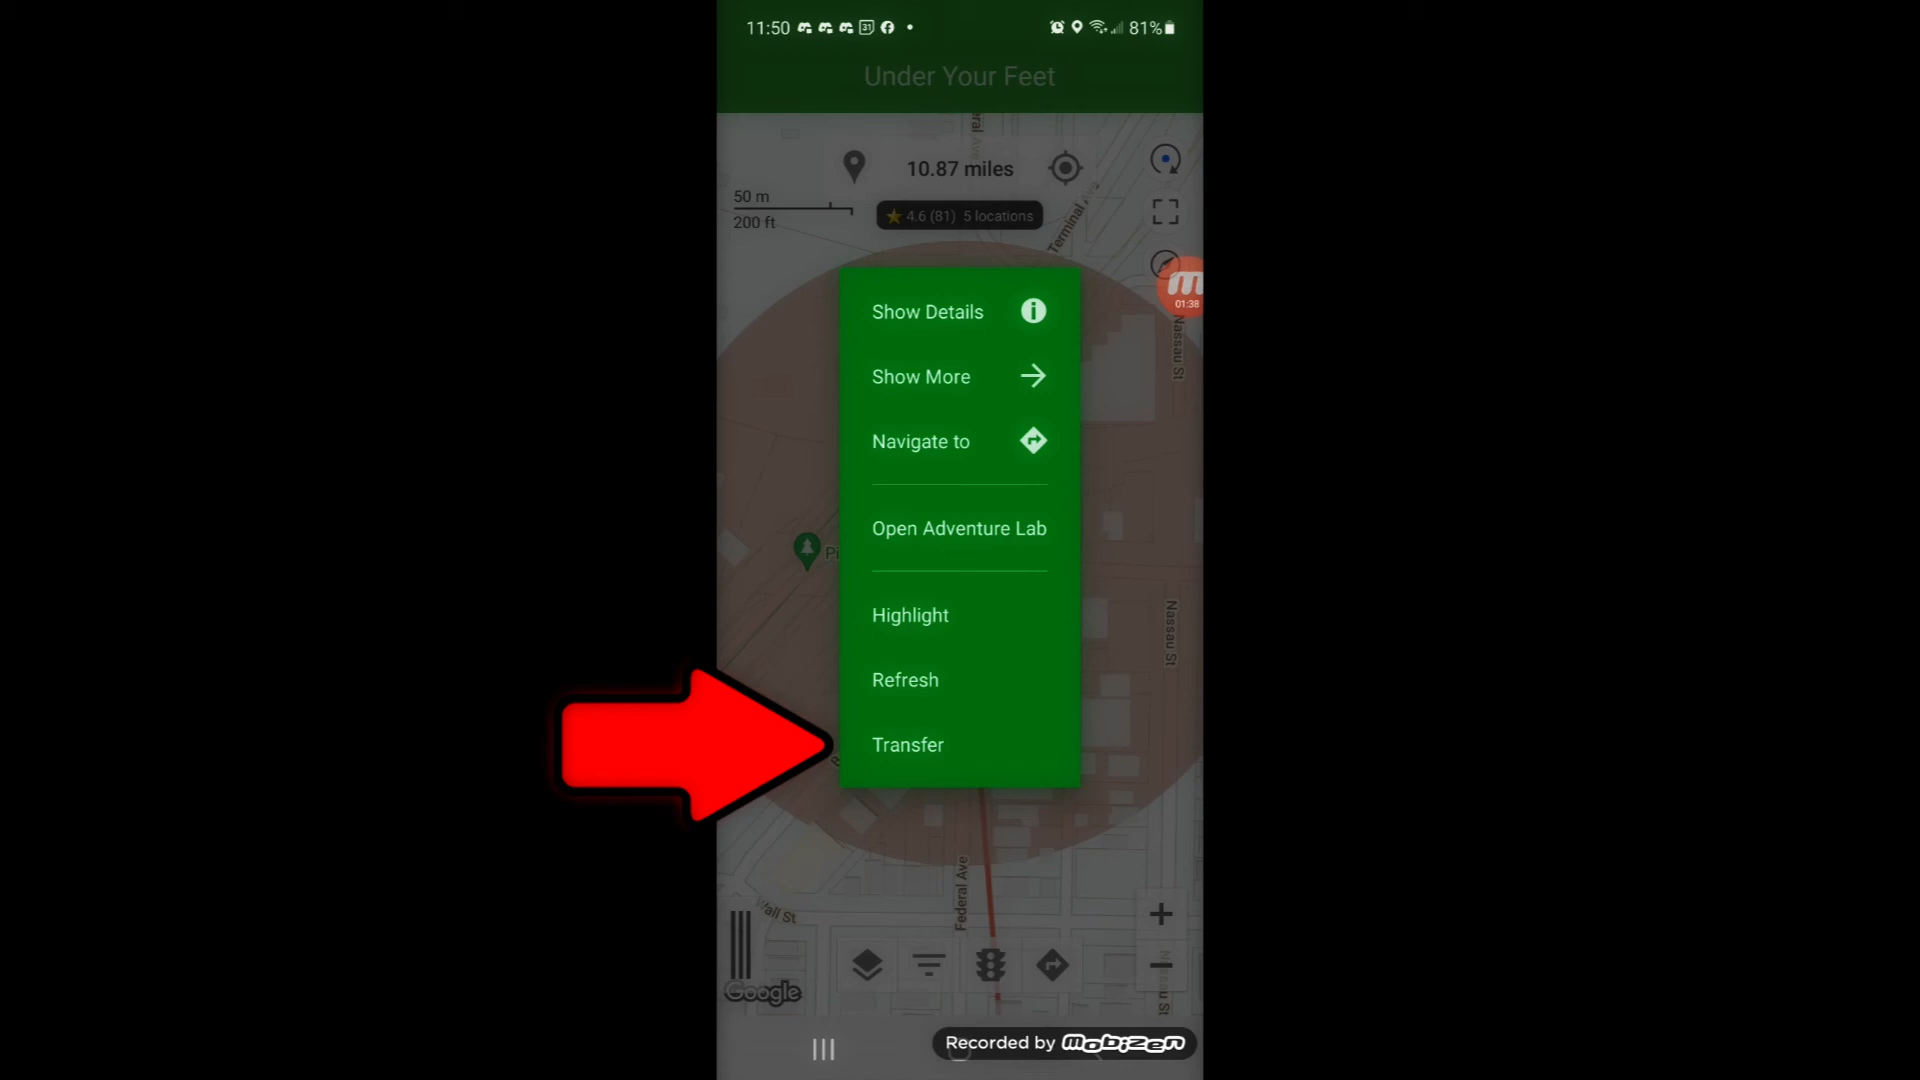 11:50 31 81%
Under Your Feet
10.87 miles
50 m
200 ft
4.6 (81) 5 locations
Terminal Ave
Show Details
Show More
Navigate to
Open Adventure Lab
Highlight
Refresh
Transfer
01:38
Nassau St
Nassau St
Wall St
Federal Ave
Google
Recorded by Mobizen